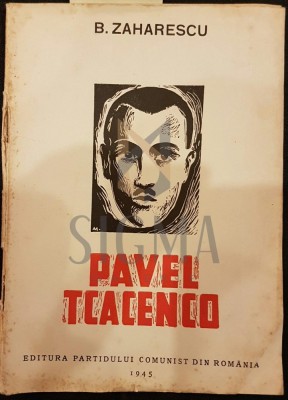 B. ZAHARESCU
M.
SIGMA
PAVEL
TCACENCO
EDITURA PARTIDULUI COMUNIST DIN ROMÂNIA
1945.